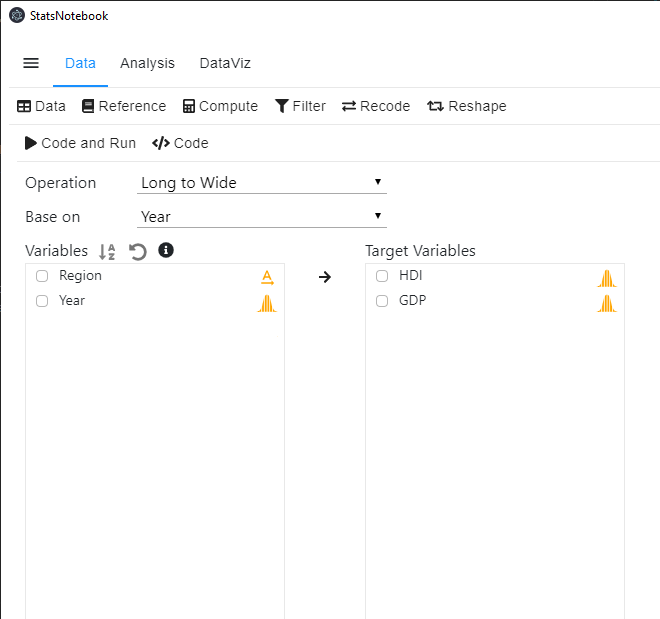 StatsNotebook
Data Analysis DataViz
Data Reference Compute Filter Recode Reshape
Code and Run Code
Operation Long to Wide
Base on Year
Variables Target Variables
Region HDI
Year GDP